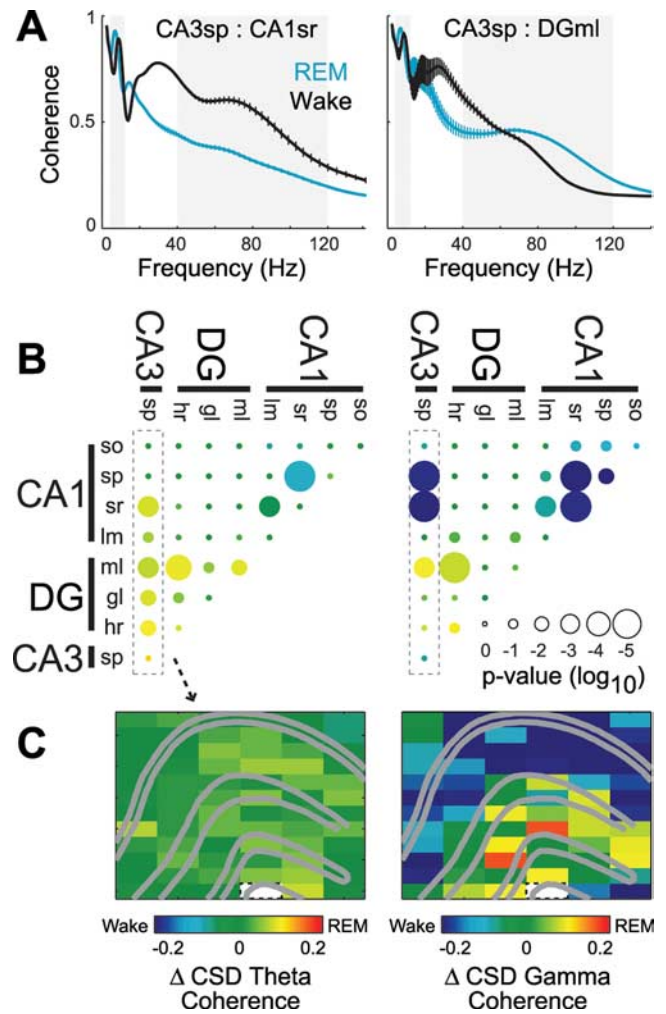 A
CA3sp : CA1sr
CA3sp : DGml
REM
Wake
Coherence
1
0.5
0
0 40 80 120
Frequency (Hz)
0 40 80 120
Frequency (Hz)
B
CA3 DG CA1
sp hr gl ml lm sr sp so
CA3 DG CA1
sp hr gl ml lm sr sp so
CA1
so
sp
sr
lm
DG
ml
gl
hr
CA3
sp
0 -1 -2 -3 -4 -5
p-value (log10)
C
Wake REM
-0.2 0 0.2
Δ CSD Theta
Coherence
Wake REM
-0.2 0 0.2
Δ CSD Gamma
Coherence